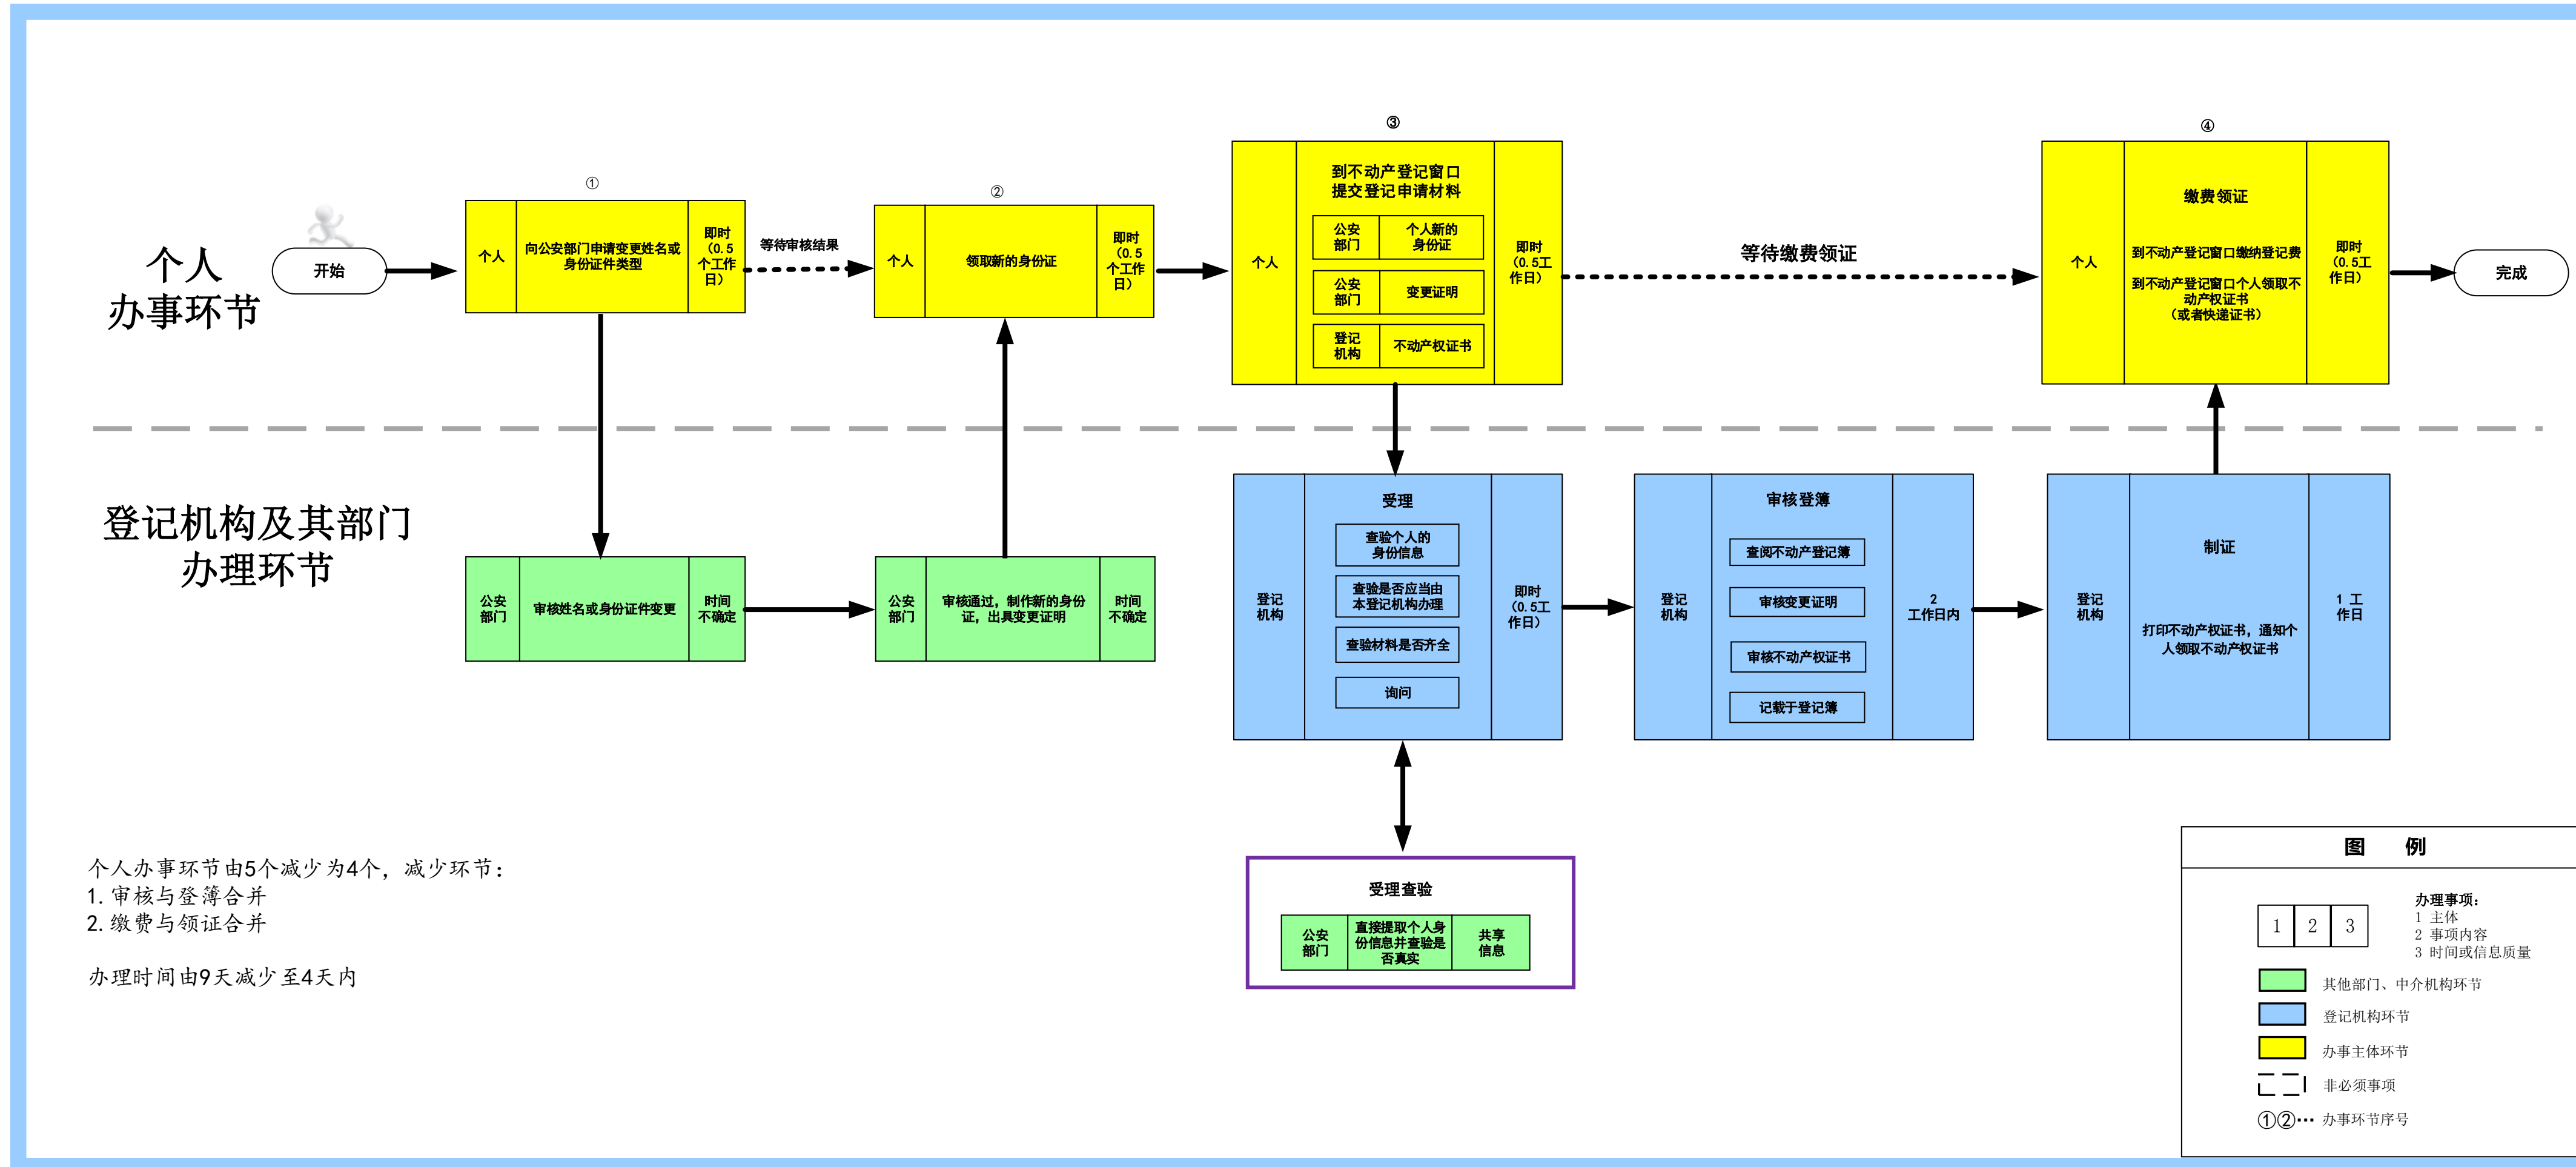 ③
④
①
②
个人
办事环节
开始
个人
向公安部门申请变更姓名或
身份证件类型
即时
（0.5
个工作
日）
等待审核结果
个人
领取新的身份证
即时
（0.5
个工作
日）
个人
到不动产登记窗口
提交登记申请材料
公安
部门
个人新的
身份证
公安
部门
变更证明
登记
机构
不动产权证书
即时
（0.5工
作日）
等待缴费领证
个人
缴费领证
到不动产登记窗口缴纳登记费
到不动产登记窗口个人领取不
动产权证书
（或者快递证书）
即时
（0.5工
作日）
完成
登记机构及其部门
办理环节
公安
部门
审核姓名或身份证件变更
时间
不确定
公安
部门
审核通过，制作新的身份
证，出具变更证明
时间
不确定
登记
机构
受理
查验个人的
身份信息
查验是否应当由
本登记机构办理
查验材料是否齐全
询问
即时
（0.5工
作日）
登记
机构
审核登簿
查阅不动产登记簿
审核变更证明
审核不动产权证书
记载于登记簿
2
工作日内
登记
机构
制证
打印不动产权证书，通知个
人领取不动产权证书
1 工
作日
受理查验
公安
部门
直接提取个人身
份信息并查验是
否真实
共享
信息
个人办事环节由5个减少为4个，减少环节：
1.审核与登簿合并
2.缴费与领证合并
办理时间由9天减少至4天内
图 例
1 2 3
办理事项：
1 主体
2 事项内容
3 时间或信息质量
其他部门、中介机构环节
登记机构环节
办事主体环节
非必须事项
①②… 办事环节序号